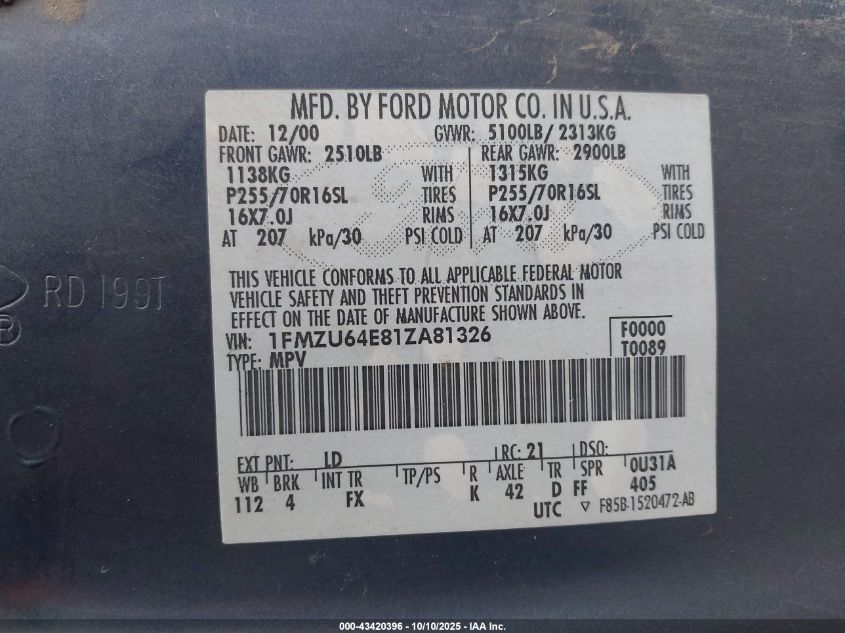 MFD. BY FORD MOTOR CO. IN U.S.A.
DATE: 12/00 GVWR: 5100LB/ 2313KG
FRONT GAWR: 2510LB REAR GAWR: 2900LB
1138KG WITH 1315KG WITH
P255/70R16SL TIRES P255/70R16SL TIRES
16X7.0J RIMS 16X7.0J RIMS
AT 207 kPa/30 PSI COLD AT 207 kPa/30 PSI COLD
THIS VEHICLE CONFORMS TO ALL APPLICABLE FEDERAL MOTOR
VEHICLE SAFETY AND THEFT PREVENTION STANDARDS IN
EFFECT ON THE DATE OF MANUFACTURE SHOWN ABOVE.
VIN: 1FMZU64E81ZA81326 F0000
TYPE: MPV T0089
EXT PNT: LD RC: 21 DSO:
WB BRK INT TR TP/PS R AXLE TR SPR 0U31A
112 4 FX K 42 D FF 405
UTC ▽ F85B-1520472-AB
RD 199T
®
000-43420396 - 10/10/2025 - IAA Inc.